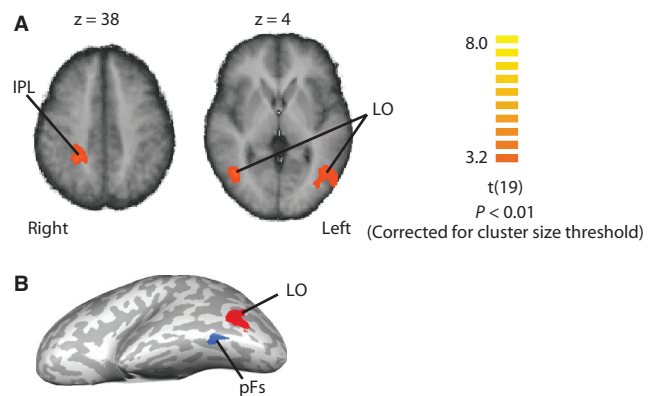 A
z = 38
z = 4
IPL
LO
Right
Left
8.0
3.2
t(19)
P < 0.01
(Corrected for cluster size threshold)
B
LO
pFs